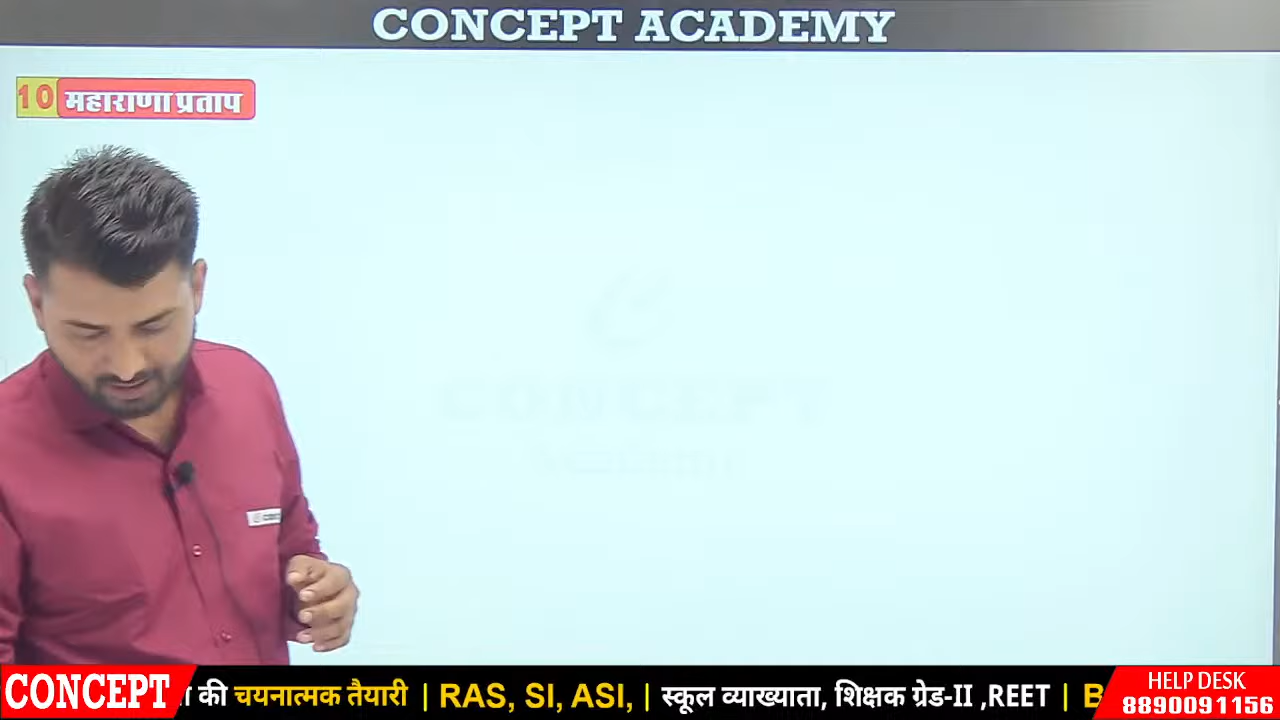 CONCEPT ACADEMY
10 महाराणा प्रताप
CONCEPT
की चयनात्मक तैयारी | RAS, SI, ASI, | स्कूल व्याख्याता, शिक्षक ग्रेड-II ,REET |
HELP DESK
8890091156